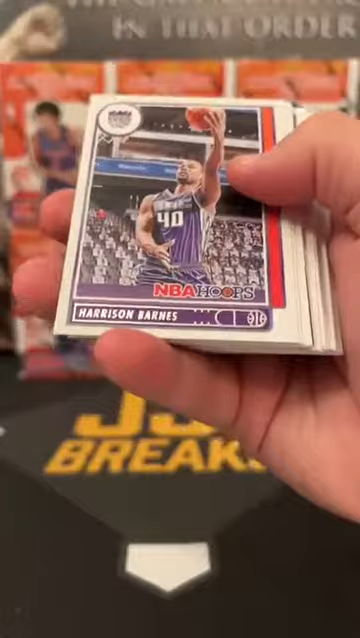 IN THAT ORDER
40
NBA HOOPS
HARRISON BARNES
BREAK